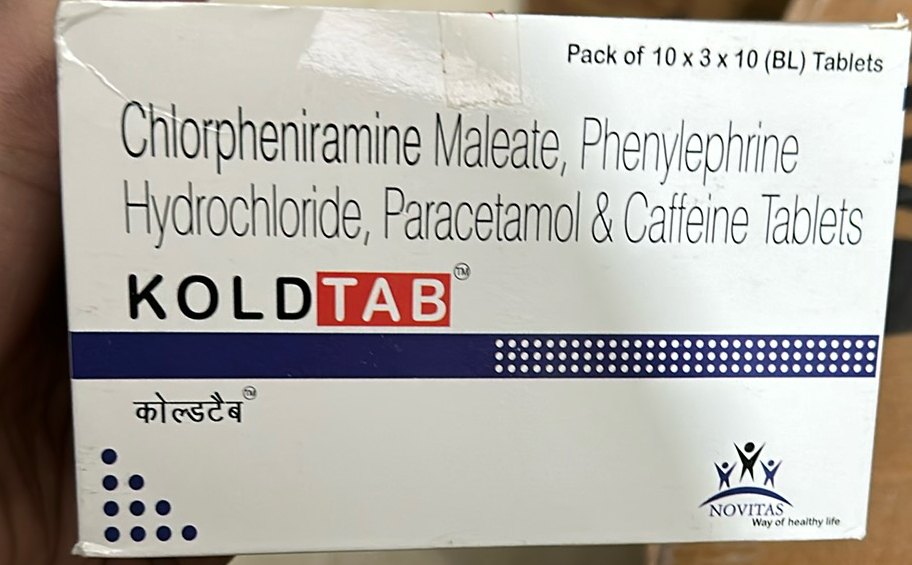 Pack of 10 x 3 x 10 (BL) Tablets
Chlorpheniramine Maleate, Phenylephrine
Hydrochloride, Paracetamol & Caffeine Tablets
KOLDTAB™
कोल्डटैब™
NOVITAS
Way of healthy life